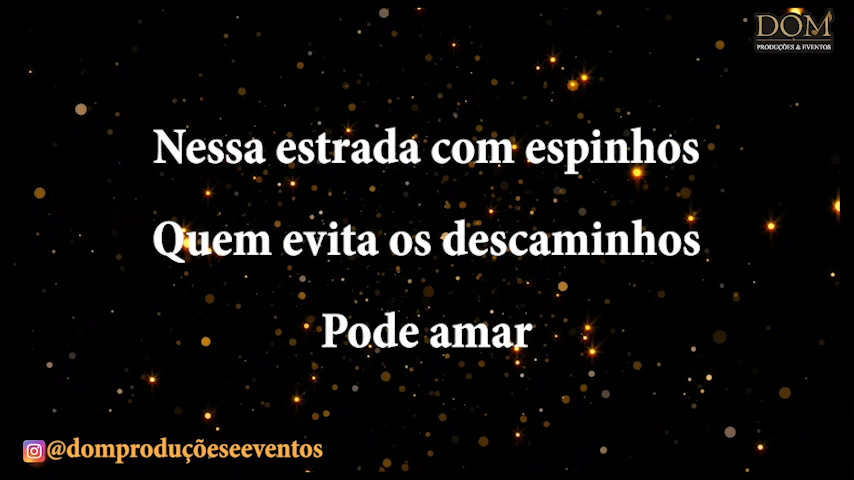 DOM
PRODUÇÕES & EVENTOS
Nessa estrada com espinhos
Quem evita os descaminhos
Pode amar
@domproduçõeseeventos